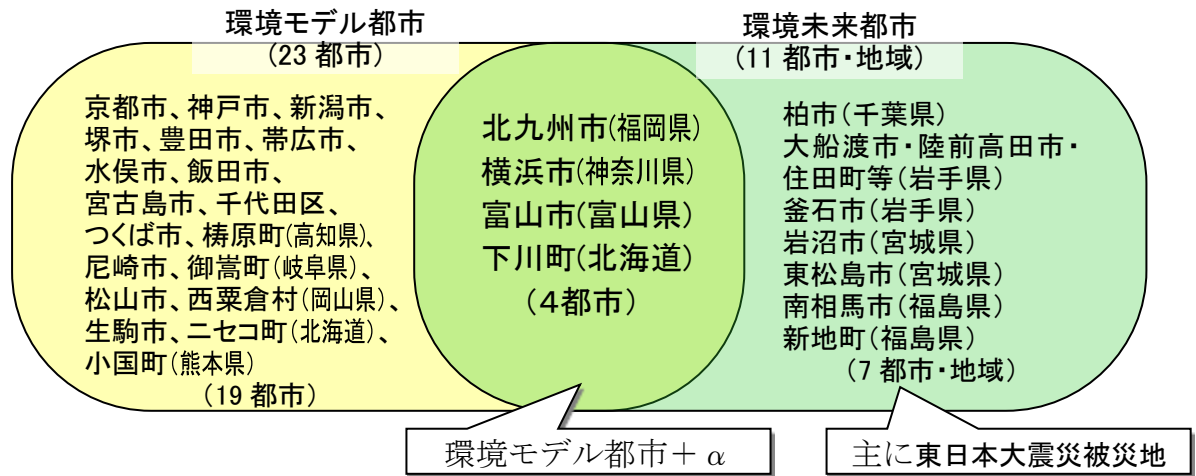 環境モデル都市
(23 都市)
京都市、神戸市、新潟市、
堺市、豊田市、帯広市、
水俣市、飯田市、
宮古島市、千代田区、
つくば市、梼原町(高知県)、
尼崎市、御嵩町(岐阜県)、
松山市、西粟倉村(岡山県)、
生駒市、ニセコ町(北海道)、
小国町(熊本県)
(19 都市)
北九州市(福岡県)
横浜市(神奈川県)
富山市(富山県)
下川町(北海道)
(4都市)
環境未来都市
(11 都市・地域)
柏市(千葉県)
大船渡市・陸前高田市・
住田町等(岩手県)
釜石市(岩手県)
岩沼市(宮城県)
東松島市(宮城県)
南相馬市(福島県)
新地町(福島県)
(7 都市・地域)
環境モデル都市+α
主に東日本大震災被災地